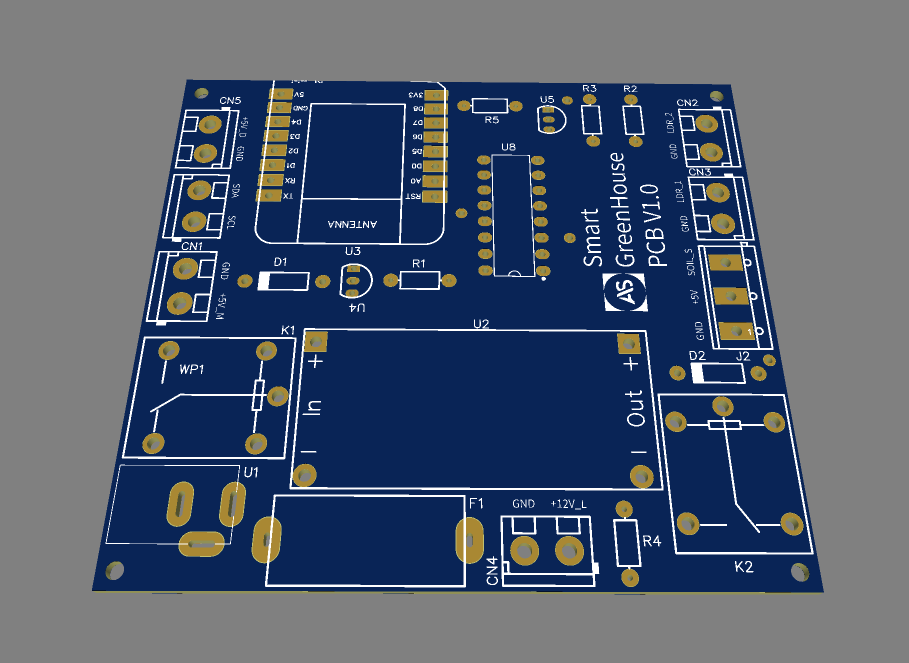 CN5
+5V_O
GND
SDA
SCL
CN1
GND
+5V_M
5V
GND
D4
D3
D2
D1
RX
TX
3V3
D8
D7
D6
D5
D0
A0
RST
ANTENNA
R5
U5
R3
R2
U8
CN2
LDR_2
GND
CN3
LDR_1
GND
SOIL_S
+5V
GND
1
D2
J2
Smart
GreenHouse
PCB V1.0
AS
D1
U3
U4
R1
K1
WP1
U2
+
In
−
+
Out
−
U1
F1
GND
+12V_L
CN4
R4
K2